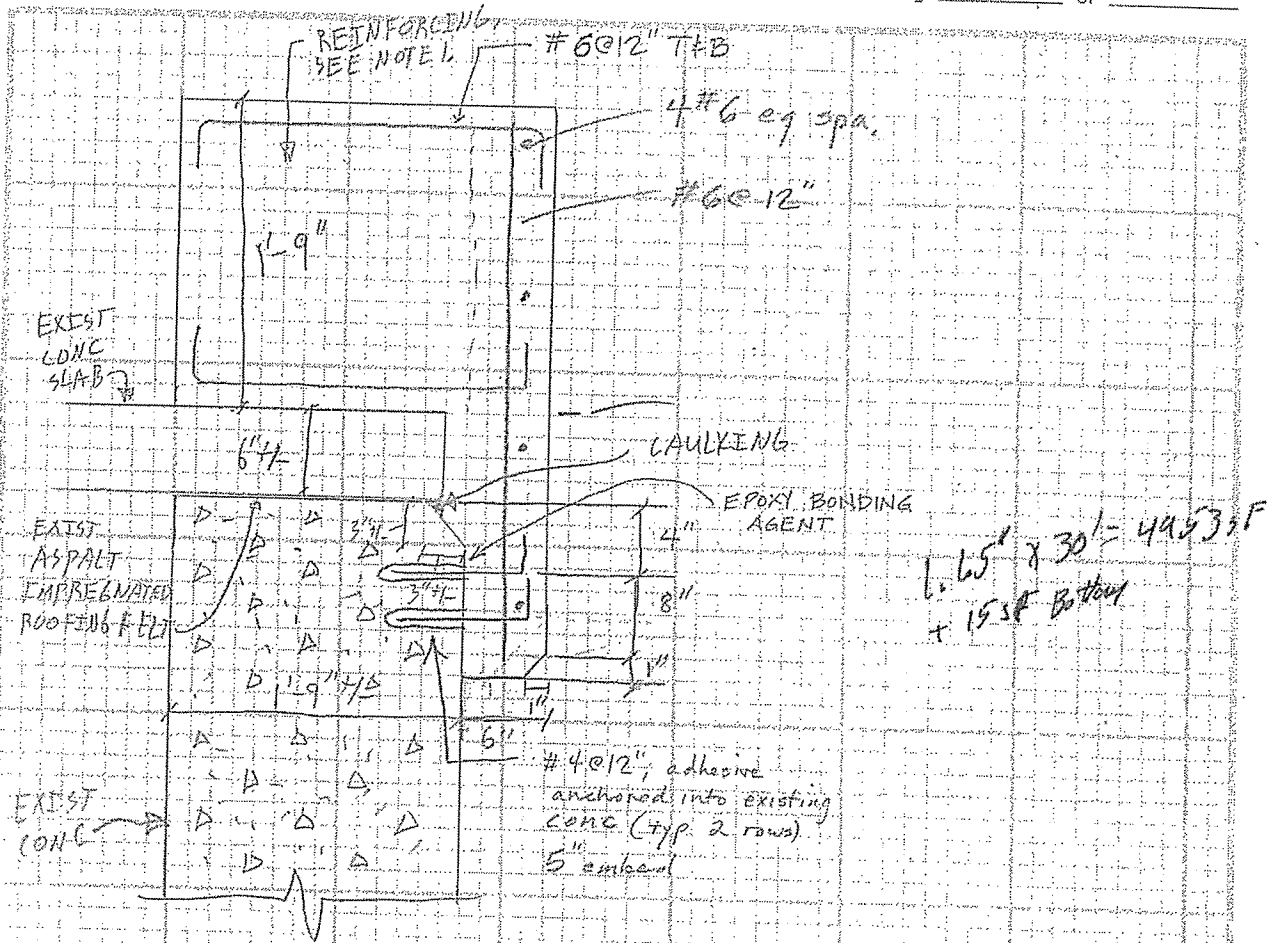 OF
REINFORCING,
SEE NOTE 1.
#6@12" T&B
4 #6 eq spa.
#6@12"
1'-9"
EXIST
CONC
SLAB
6"+/-
CAULKING
EPOXY BONDING
AGENT
EXIST
ASPALT
IMPREGNATED
ROOFING FELT
3"+/-
3"+/-
4"
8"
1"
1"
1.65' x 30' = 49.53 SF
+ 15 SF Bottom
1'-9"+/-
6"
EXIST
CONC
#4@12", adhesive
anchored into existing
conc (typ. 2 rows)
5" embed